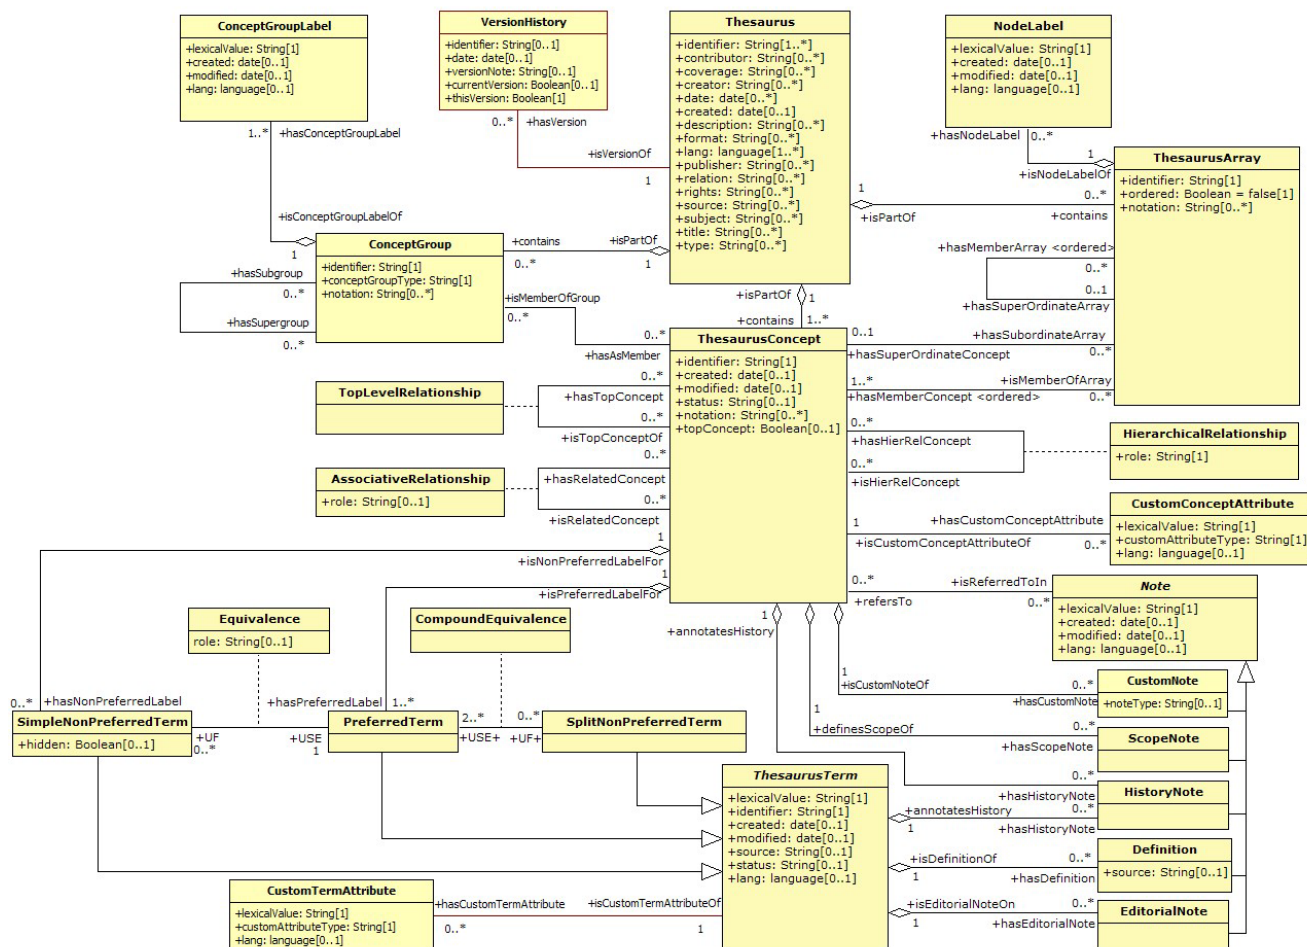 ConceptGroupLabel
+lexicalValue: String[1]
+created: date[0..1]
+modified: date[0..1]
+lang: language[0..1]
VersionHistory
+identifier: String[0..1]
+date: date[0..1]
+versionNote: String[0..1]
+currentVersion: Boolean[0..1]
+thisVersion: Boolean[1]
Thesaurus
+identifier: String[1..*]
+contributor: String[0..*]
+coverage: String[0..*]
+creator: String[0..*]
+date: date[0..*]
+created: date[0..1]
+description: String[0..*]
+format: String[0..*]
+lang: language[1..*]
+publisher: String[0..*]
+relation: String[0..*]
+rights: String[0..*]
+source: String[0..*]
+subject: String[0..*]
+title: String[0..*]
+type: String[0..*]
NodeLabel
+lexicalValue: String[1]
+created: date[0..1]
+modified: date[0..1]
+lang: language[0..1]
1..* +hasConceptGroupLabel
0..* +hasVersion
+isVersionOf
1
+hasNodeLabel 0..*
1
+isNodeLabelOf
ThesaurusArray
+identifier: String[1]
+ordered: Boolean = false[1]
+notation: String[0..*]
1
+isPartOf
0..*
+contains
+isConceptGroupLabelOf
1
ConceptGroup
+identifier: String[1]
+conceptGroupType: String[1]
+notation: String[0..*]
+contains
0..*
+isPartOf
1
+hasSubgroup
0..*
+hasSupergroup
0..*
+hasMemberArray <ordered>
0..*
0..1
+hasSuperOrdinateArray
+isMemberOfGroup
0..*
0..*
+hasAsMember
+isPartOf
1
+contains 1..*
ThesaurusConcept
+identifier: String[1]
+created: date[0..1]
+modified: date[0..1]
+status: String[0..1]
+notation: String[0..*]
+topConcept: Boolean[0..1]
0..1 +hasSubordinateArray
+hasSuperOrdinateConcept 0..*
1..* +isMemberOfArray
+hasMemberConcept <ordered> 0..*
TopLevelRelationship
0..*
+hasTopConcept
0..*
+isTopConceptOf
0..*
+hasHierRelConcept
0..*
+isHierRelConcept
HierarchicalRelationship
+role: String[1]
AssociativeRelationship
+role: String[0..1]
0..*
+hasRelatedConcept
0..*
+isRelatedConcept
1 +hasCustomConceptAttribute
+isCustomConceptAttributeOf 0..*
CustomConceptAttribute
+lexicalValue: String[1]
+customAttributeType: String[1]
+lang: language[0..1]
1
+isNonPreferredLabelFor
1
+isPreferredLabelFor
0..* +isReferredToIn
+refersTo 0..*
Note
+lexicalValue: String[1]
+created: date[0..1]
+modified: date[0..1]
+lang: language[0..1]
Equivalence
role: String[0..1]
CompoundEquivalence
1
+annotatesHistory
1
+isCustomNoteOf
0..*
+hasCustomNote
CustomNote
+noteType: String[0..1]
+hasNonPreferredLabel
0..*
+hasPreferredLabel 1..*
SimpleNonPreferredTerm
+hidden: Boolean[0..1]
+UF
0..*
+USE
1
PreferredTerm
2..*
+USE+
0..*
+UF+
SplitNonPreferredTerm
1
+definesScopeOf
0..*
+hasScopeNote
ScopeNote
0..*
+hasHistoryNote
HistoryNote
ThesaurusTerm
+lexicalValue: String[1]
+identifier: String[1]
+created: date[0..1]
+modified: date[0..1]
+source: String[0..1]
+status: String[0..1]
+lang: language[0..1]
+annotatesHistory 0..*
1 +hasHistoryNote
+isDefinitionOf 0..*
1 +hasDefinition
Definition
+source: String[0..1]
+isEditorialNoteOn 0..*
1 +hasEditorialNote
EditorialNote
CustomTermAttribute
+lexicalValue: String[1]
+customAttributeType: String[1]
+lang: language[0..1]
+hasCustomTermAttribute +isCustomTermAttributeOf
0..* 1